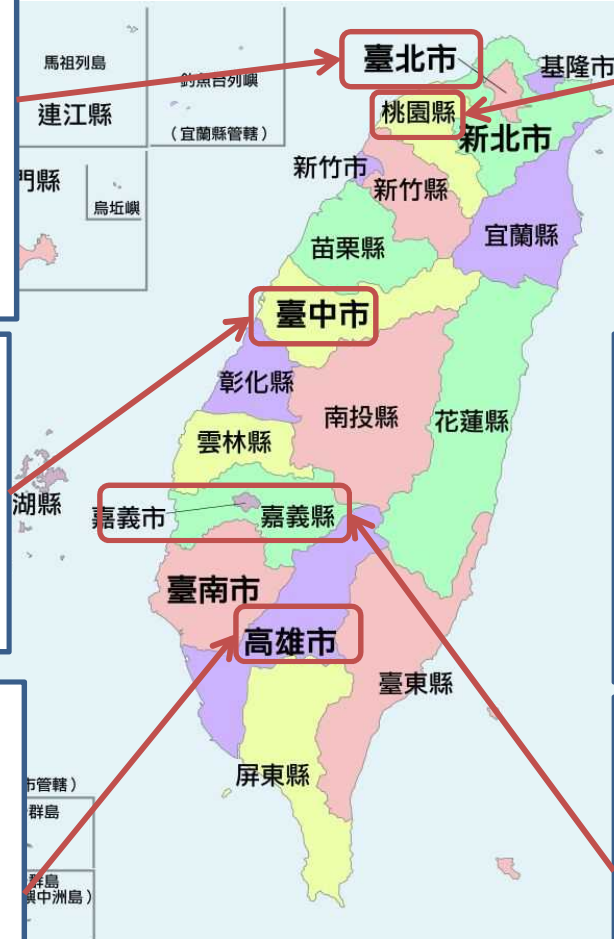 馬祖列島
連江縣
釣魚台列嶼
(宜蘭縣管轄)
臺北市
基隆市
桃園縣
新北市
門縣
烏坵嶼
新竹市
新竹縣
宜蘭縣
苗栗縣
臺中市
彰化縣
南投縣
花蓮縣
雲林縣
湖縣
嘉義市
嘉義縣
臺南市
高雄市
臺東縣
屏東縣
市管轄)
群島
群島
嶼中洲島)